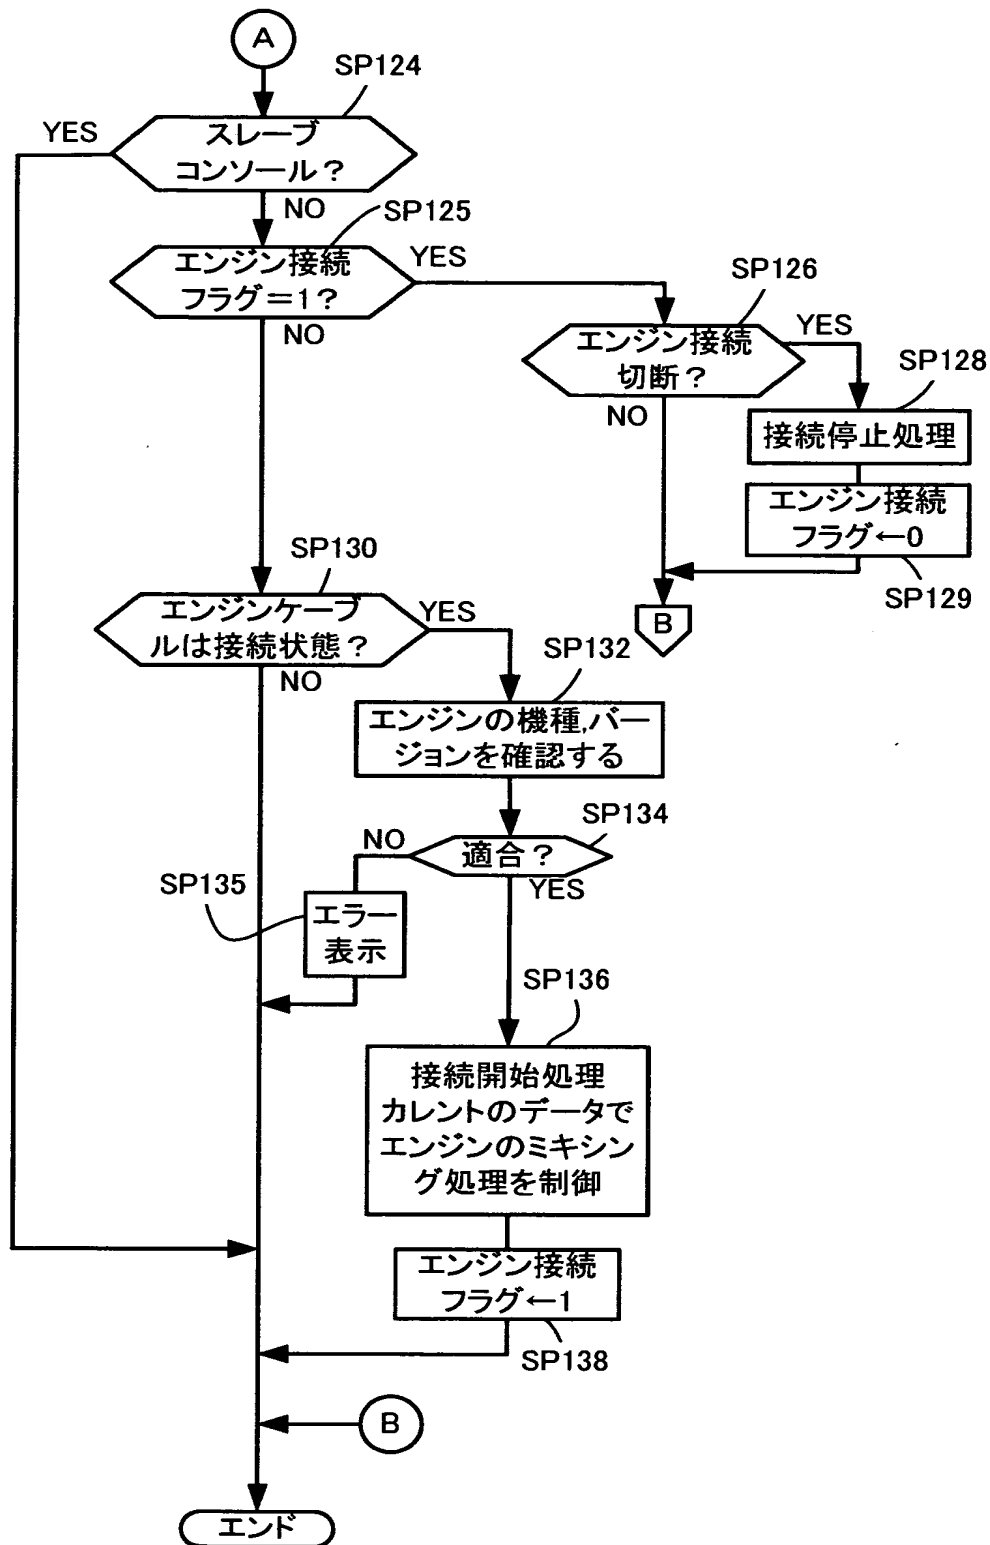 A
SP124
YES
スレーブ
コンソール？
NO
SP125
エンジン接続
フラグ＝1？
YES
NO
SP126
エンジン接続
切断？
YES
NO
SP128
接続停止処理
エンジン接続
フラグ←0
SP129
B
SP130
エンジンケーブ
ルは接続状態？
YES
NO
SP132
エンジンの機種,バー
ジョンを確認する
SP134
適合？
NO
YES
SP135
エラー
表示
SP136
接続開始処理
カレントのデータで
エンジンのミキシン
グ処理を制御
エンジン接続
フラグ←1
SP138
B
エンド